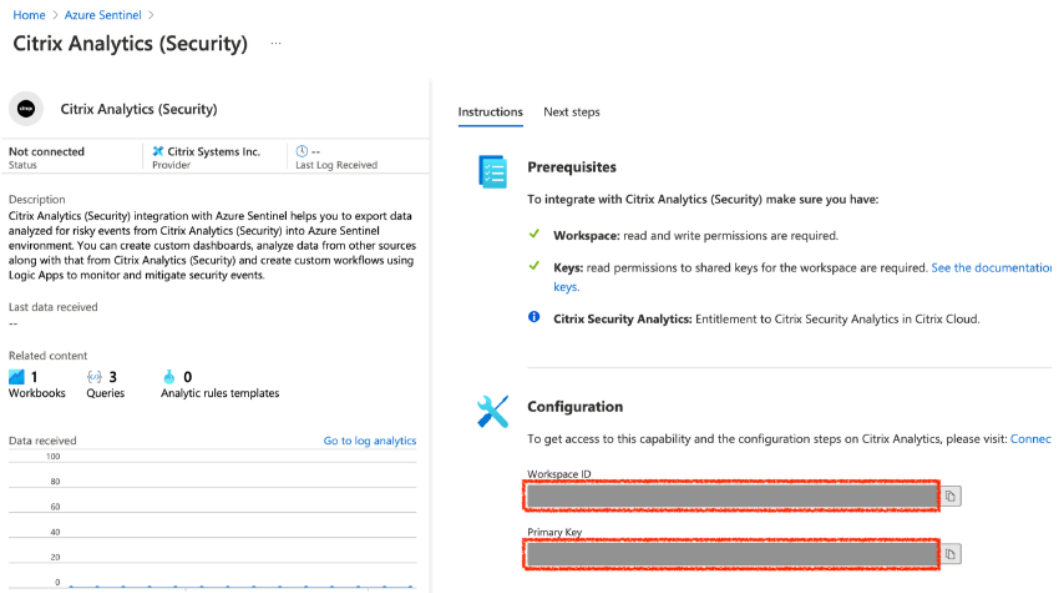 Home > Azure Sentinel >
Citrix Analytics (Security) ...
Citrix Analytics (Security)
Not connected
Status
Citrix Systems Inc.
Provider
--
Last Log Received
Description
Citrix Analytics (Security) integration with Azure Sentinel helps you to export data
analyzed for risky events from Citrix Analytics (Security) into Azure Sentinel
environment. You can create custom dashboards, analyze data from other sources
along with that from Citrix Analytics (Security) and create custom workflows using
Logic Apps to monitor and mitigate security events.
Last data received
--
Related content
1
Workbooks
3
Queries
0
Analytic rules templates
Data received
Go to log analytics
100
80
60
40
20
0
Instructions Next steps
Prerequisites
To integrate with Citrix Analytics (Security) make sure you have:
Workspace: read and write permissions are required.
Keys: read permissions to shared keys for the workspace are required. See the documentation
keys.
Citrix Security Analytics: Entitlement to Citrix Security Analytics in Citrix Cloud.
Configuration
To get access to this capability and the configuration steps on Citrix Analytics, please visit: Connec
Workspace ID
Primary Key